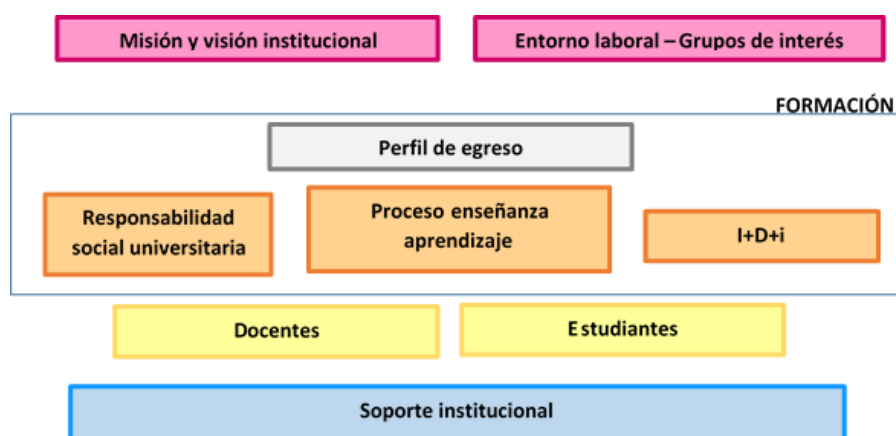 Misión y visión institucional
Entorno laboral – Grupos de interés
FORMACIÓN
Perfil de egreso
Responsabilidad
social universitaria
Proceso enseñanza
aprendizaje
I+D+i
Docentes
Estudiantes
Soporte institucional